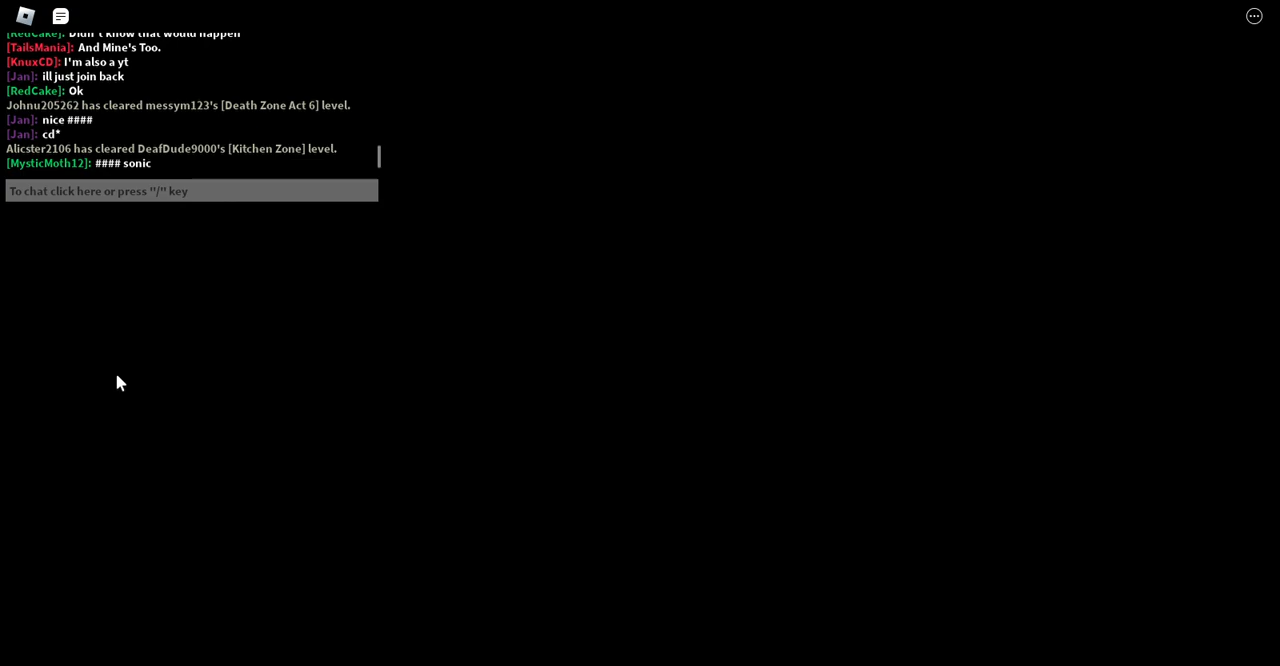 [RedCake]: Didn't know that would happen
[TailsMania]: And Mine's Too.
[KnuxCD]: I'm also a yt
[Jan]: ill just join back
[RedCake]: Ok
Johnu205262 has cleared messym123's [Death Zone Act 6] level.
[Jan]: nice ####
[Jan]: cd*
Alicster2106 has cleared DeafDude9000's [Kitchen Zone] level.
[MysticMoth12]: #### sonic
To chat click here or press "/" key